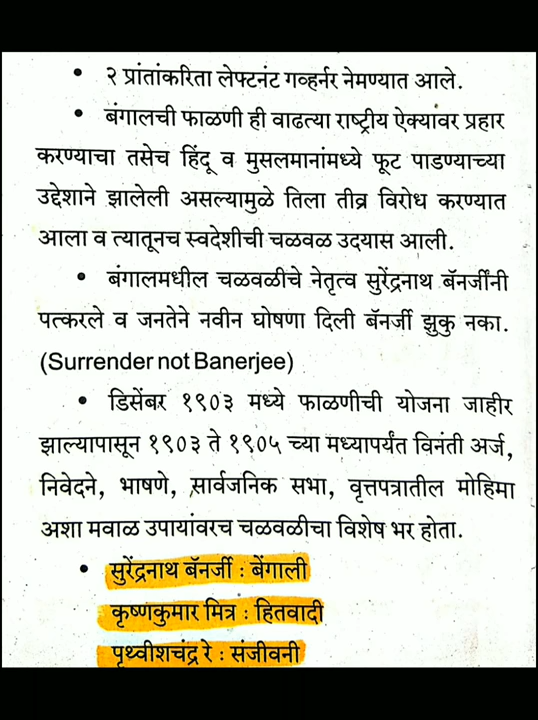 • २ प्रांतांकरिता लेफ्टनंट गव्हर्नर नेमण्यात आले.
• बंगालची फाळणी ही वाढत्या राष्ट्रीय ऐक्यावर प्रहार
करण्याचा तसेच हिंदू व मुसलमानांमध्ये फूट पाडण्याच्या
उद्देशाने झालेली असल्यामुळे तिला तीव्र विरोध करण्यात
आला व त्यातूनच स्वदेशीची चळवळ उदयास आली.
• बंगालमधील चळवळीचे नेतृत्व सुरेंद्रनाथ बॅनर्जींनी
पत्करले व जनतेने नवीन घोषणा दिली बॅनर्जी झुकु नका.
(Surrender not Banerjee)
• डिसेंबर १९०३ मध्ये फाळणीची योजना जाहीर
झाल्यापासून १९०३ ते १९०५ च्या मध्यापर्यंत विनंती अर्ज,
निवेदने, भाषणे, सार्वजनिक सभा, वृत्तपत्रातील मोहिमा
अशा मवाळ उपायांवरच चळवळीचा विशेष भर होता.
• सुरेंद्रनाथ बॅनर्जी : बेंगाली
कृष्णकुमार मित्र : हितवादी
पृथ्वीशचंद्र रे : संजीवनी